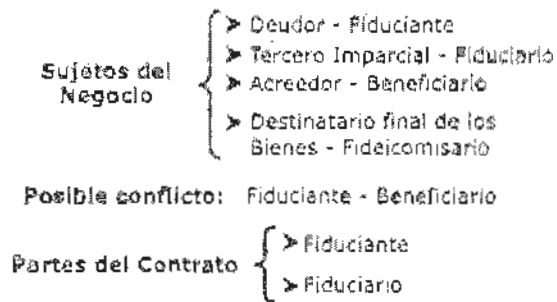 Sujetos del
Negocio
➤ Deudor - Fiduciante
➤ Tercero Imparcial - Fiduciario
➤ Acreedor - Beneficiario
➤ Destinatario final de los
Bienes - Fideicomisario
Posible conflicto: Fiduciante - Beneficiario
Partes del Contrato
➤ Fiduciante
➤ Fiduciario